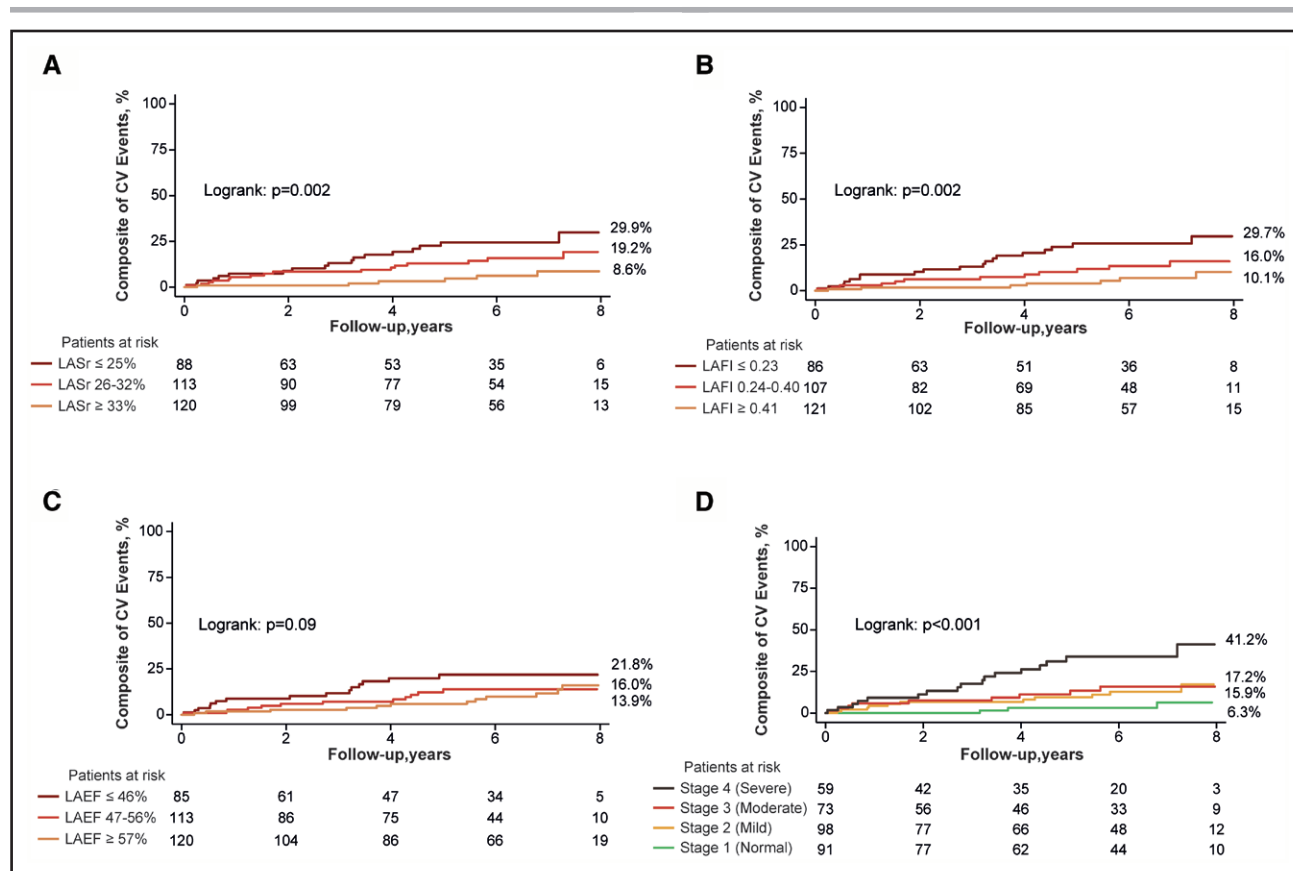 A
Composite of CV Events, %
100
75
50
25
0
Logrank: p=0.002
29.9%
19.2%
8.6%
0 2 4 6 8
Follow-up,years
Patients at risk
LASr ≤ 25% 88 63 53 35 6
LASr 26-32% 113 90 77 54 15
LASr ≥ 33% 120 99 79 56 13
B
Composite of CV Events, %
100
75
50
25
0
Logrank: p=0.002
29.7%
16.0%
10.1%
0 2 4 6 8
Follow-up,years
Patients at risk
LAFI ≤ 0.23 86 63 51 36 8
LAFI 0.24-0.40 107 82 69 48 11
LAFI ≥ 0.41 121 102 85 57 15
C
Composite of CV Events, %
100
75
50
25
0
Logrank: p=0.09
21.8%
16.0%
13.9%
0 2 4 6 8
Follow-up,years
Patients at risk
LAEF ≤ 46% 85 61 47 34 5
LAEF 47-56% 113 86 75 44 10
LAEF ≥ 57% 120 104 86 66 19
D
Composite of CV Events, %
100
75
50
25
0
Logrank: p<0.001
41.2%
17.2%
15.9%
6.3%
0 2 4 6 8
Follow-up,years
Patients at risk
Stage 4 (Severe) 59 42 35 20 3
Stage 3 (Moderate) 73 56 46 33 9
Stage 2 (Mild) 98 77 66 48 12
Stage 1 (Normal) 91 77 62 44 10